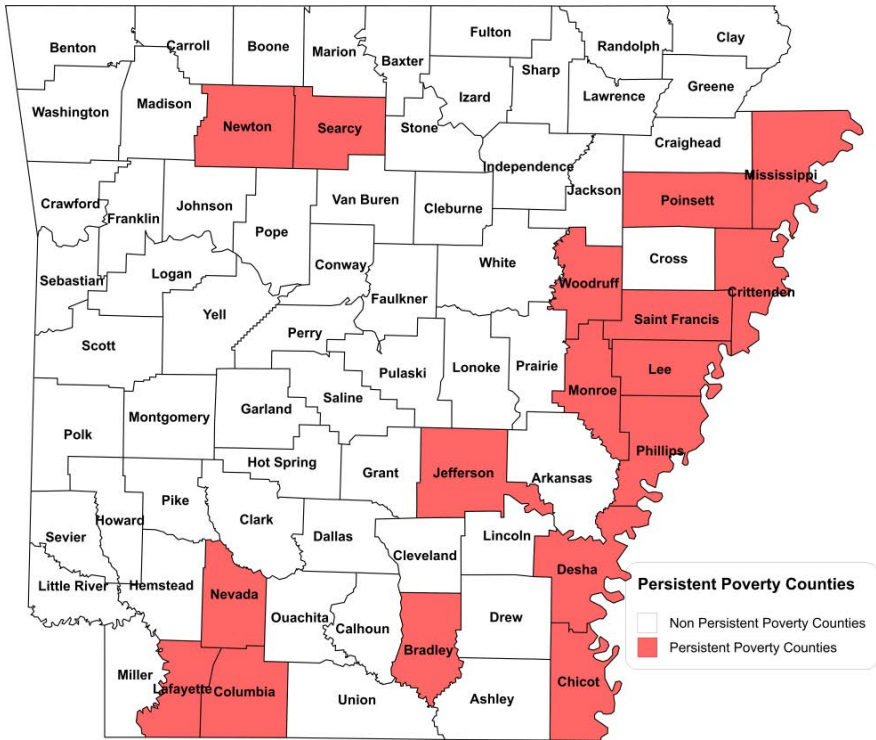 Benton
Carroll
Boone
Marion
Baxter
Fulton
Sharp
Randolph
Clay
Washington
Madison
Newton
Searcy
Stone
Izard
Lawrence
Greene
Craighead
Mississippi
Crawford
Franklin
Johnson
Pope
Van Buren
Cleburne
Independence
Jackson
Poinsett
Sebastian
Logan
Conway
White
Woodruff
Cross
Crittenden
Scott
Yell
Perry
Faulkner
Saint Francis
Polk
Montgomery
Garland
Saline
Pulaski
Lonoke
Prairie
Monroe
Lee
Phillips
Hot Spring
Grant
Jefferson
Arkansas
Sevier
Howard
Pike
Clark
Dallas
Cleveland
Lincoln
Desha
Little River
Hemstead
Nevada
Ouachita
Calhoun
Bradley
Drew
Miller
Lafayette
Columbia
Union
Ashley
Chicot
Persistent Poverty Counties
Non Persistent Poverty Counties
Persistent Poverty Counties